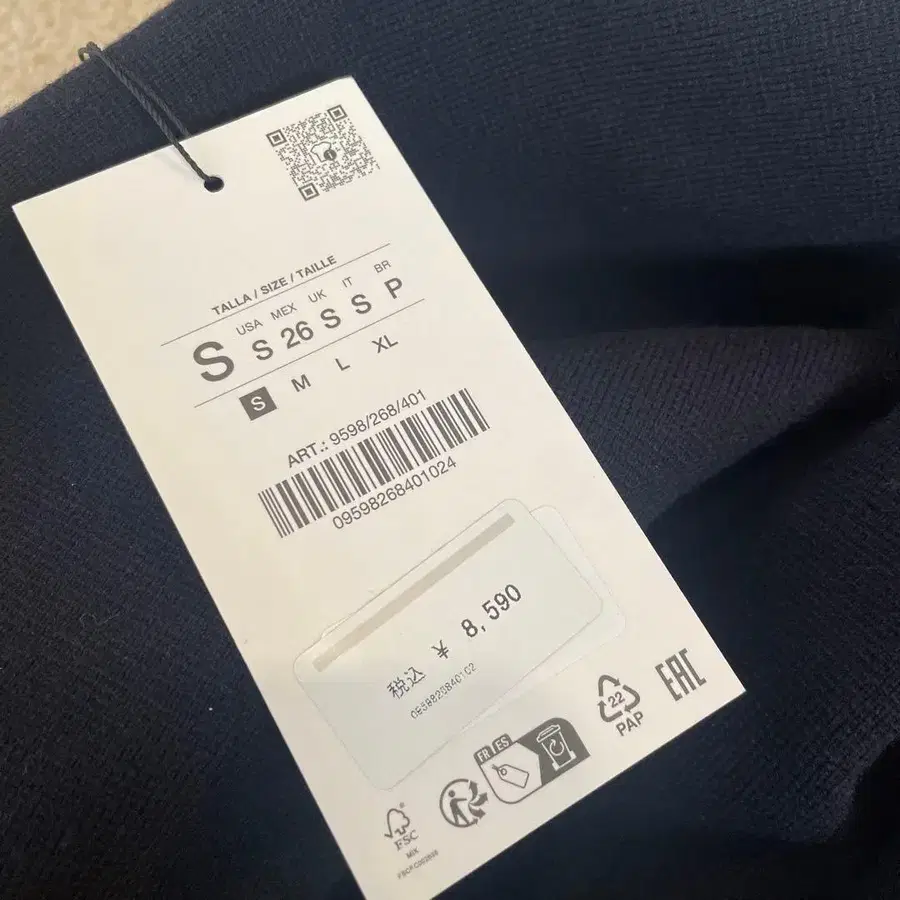 TALLA / SIZE / TAILLE
USA MEX UK IT BR
S S 26 S S P
S M L XL
ART.: 9598/268/401
09598268401024
税込 ¥ 8,590
FR ES
22
PAP
EAC
FSC
MIX